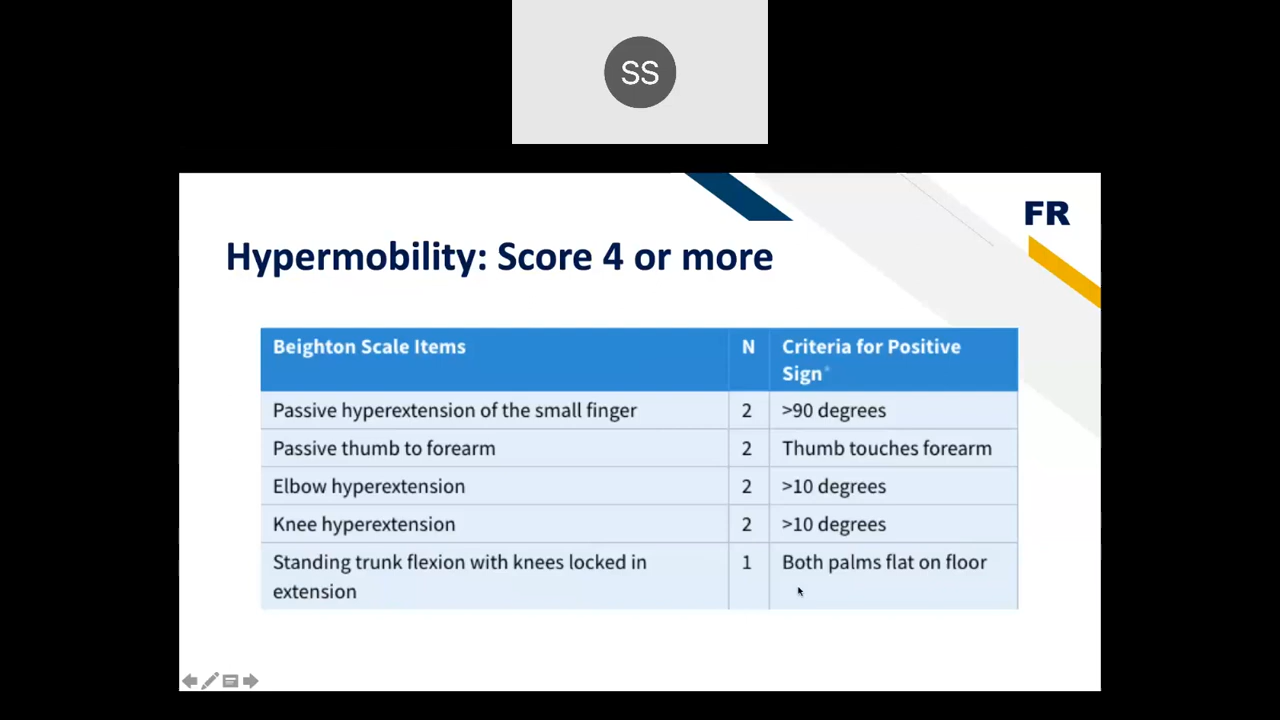 SS
FR
Hypermobility: Score 4 or more
Beighton Scale Items N Criteria for Positive
Sign*
Passive hyperextension of the small finger 2 >90 degrees
Passive thumb to forearm 2 Thumb touches forearm
Elbow hyperextension 2 >10 degrees
Knee hyperextension 2 >10 degrees
Standing trunk flexion with knees locked in 1 Both palms flat on floor
extension